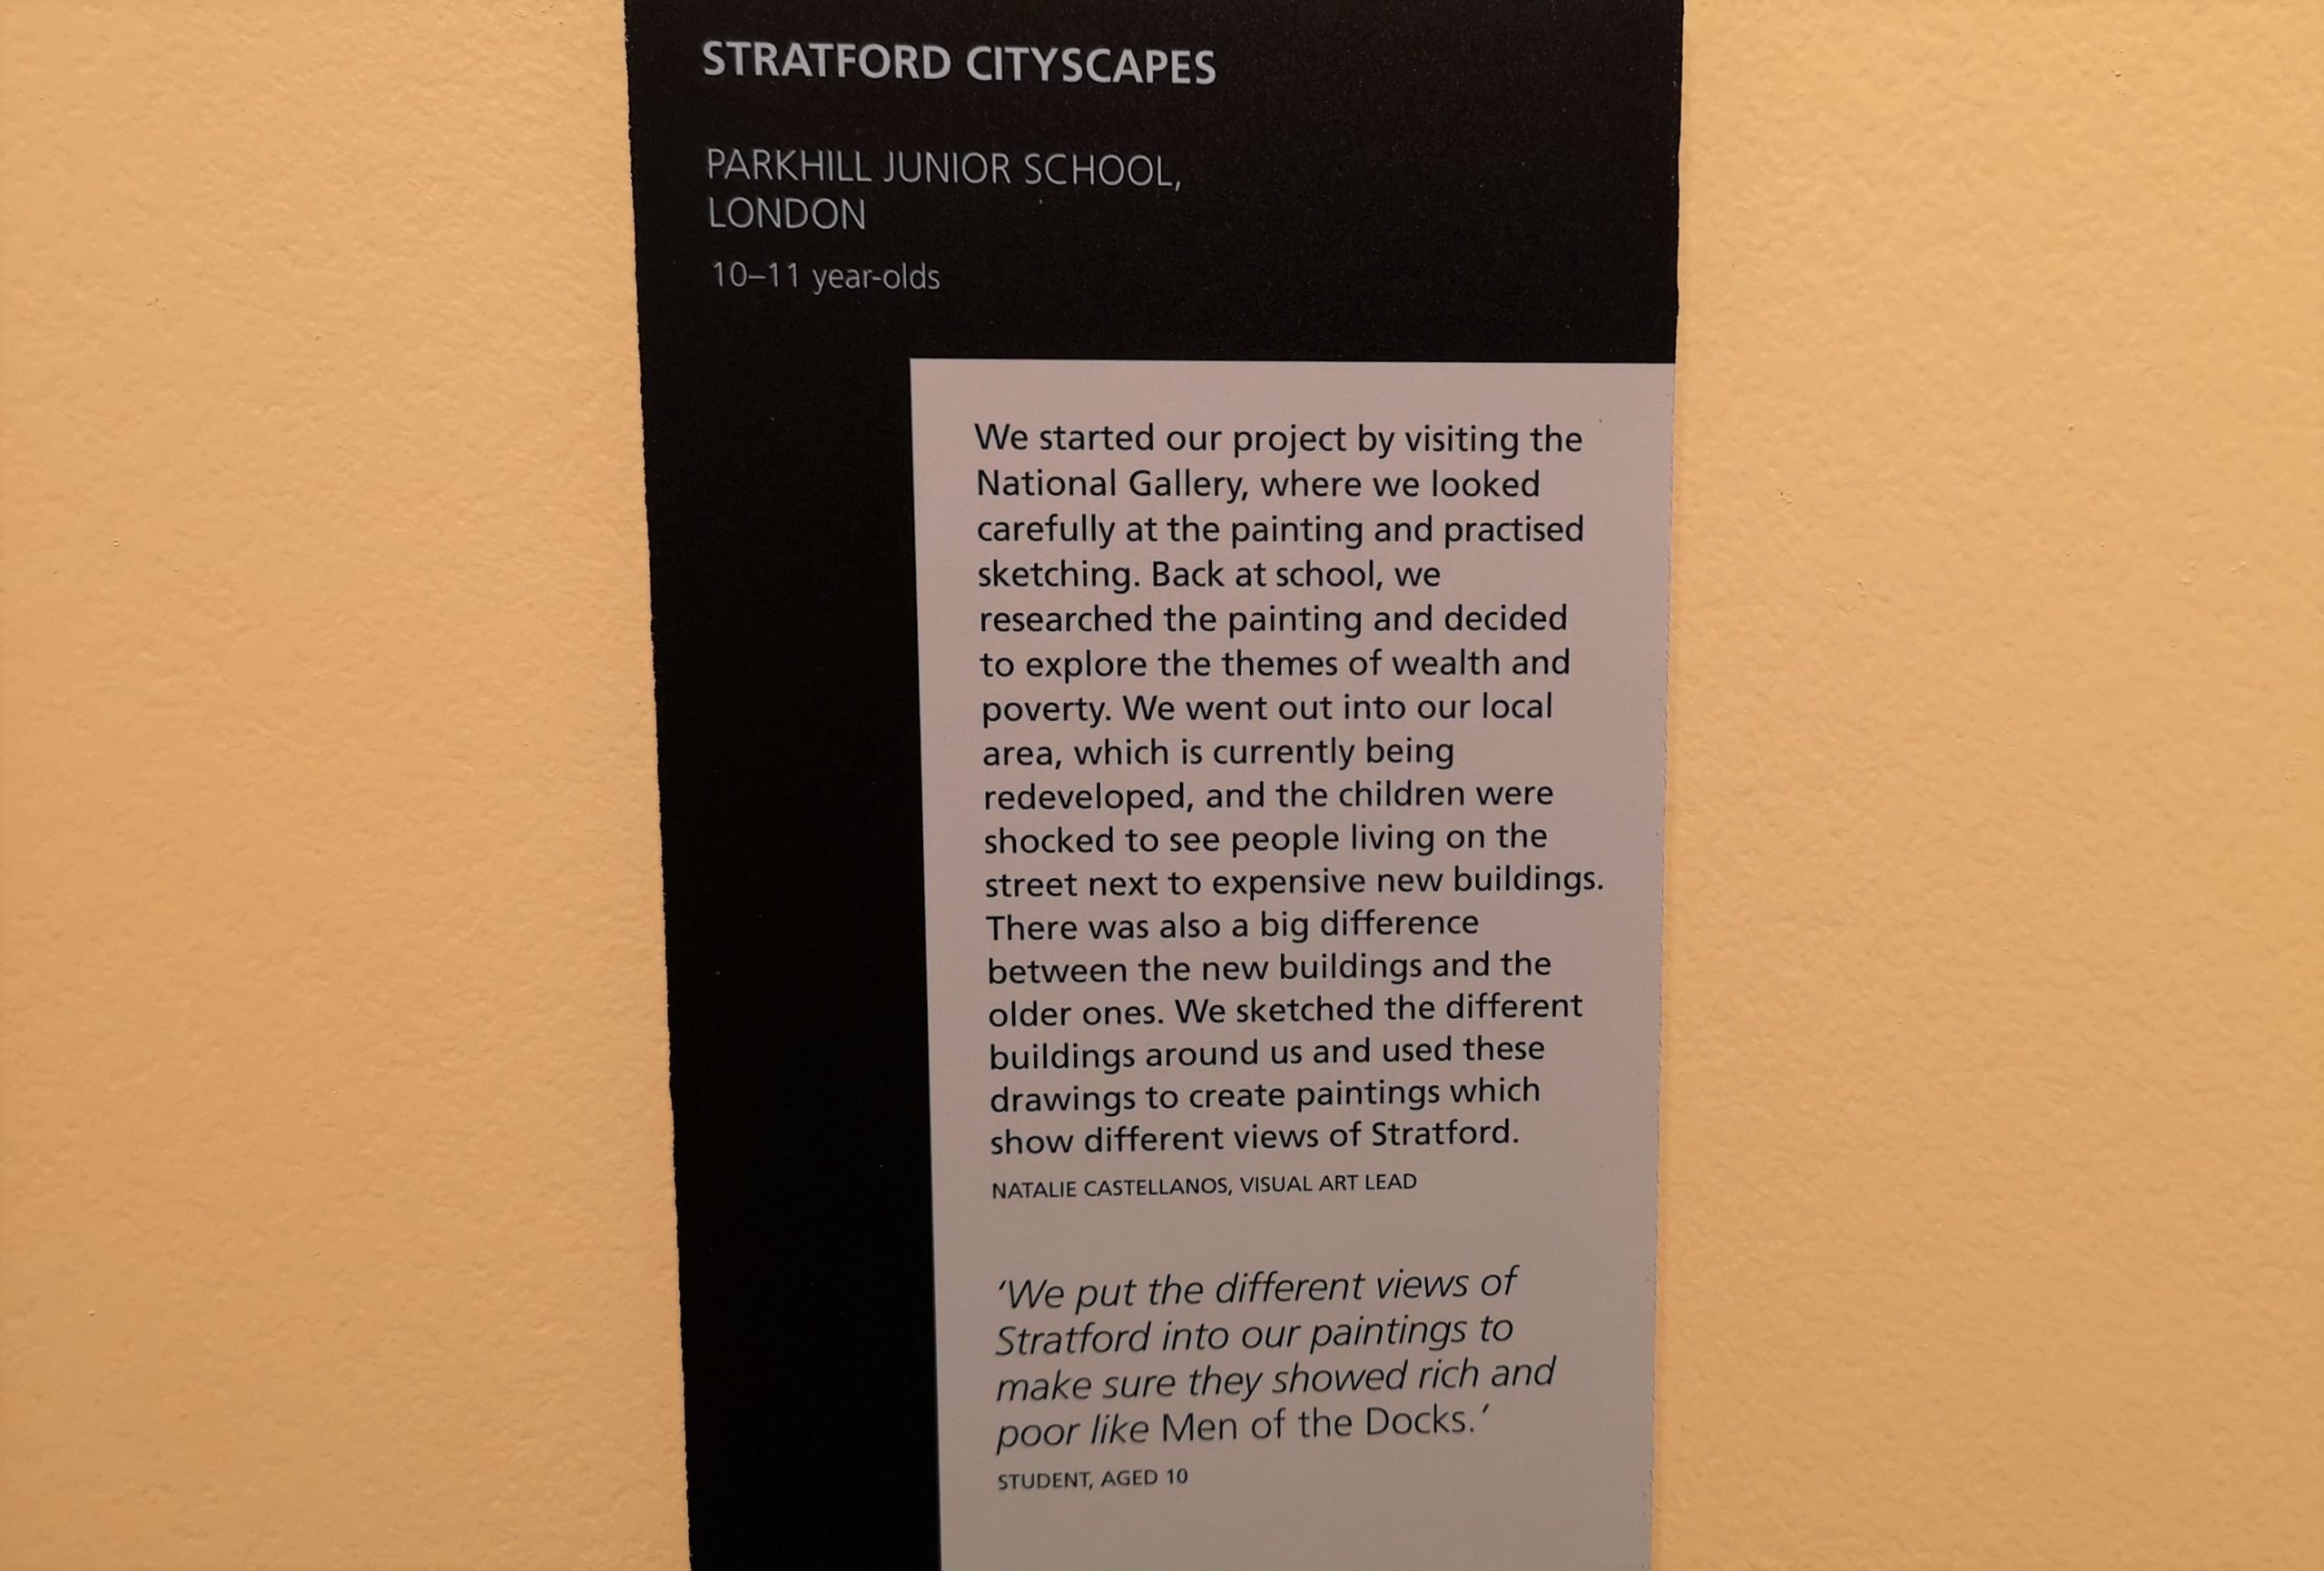 STRATFORD CITYSCAPES
PARKHILL JUNIOR SCHOOL,
LONDON
10–11 year-olds
We started our project by visiting the
National Gallery, where we looked
carefully at the painting and practised
sketching. Back at school, we
researched the painting and decided
to explore the themes of wealth and
poverty. We went out into our local
area, which is currently being
redeveloped, and the children were
shocked to see people living on the
street next to expensive new buildings.
There was also a big difference
between the new buildings and the
older ones. We sketched the different
buildings around us and used these
drawings to create paintings which
show different views of Stratford.
NATALIE CASTELLANOS, VISUAL ART LEAD
‘We put the different views of
Stratford into our paintings to
make sure they showed rich and
poor like Men of the Docks.’
STUDENT, AGED 10